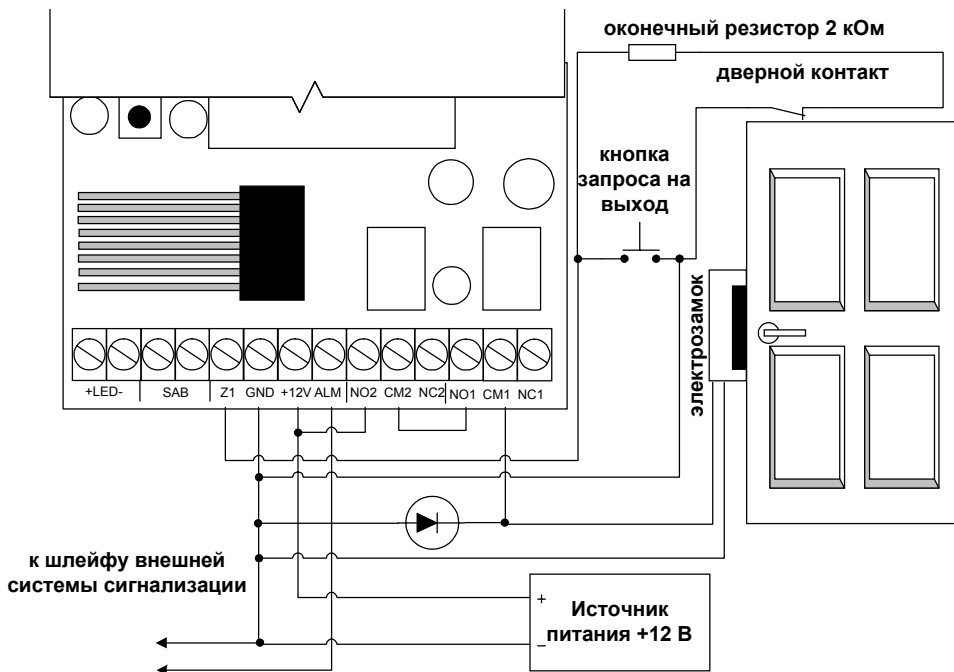 оконечный резистор 2 кОм
дверной контакт
кнопка
запроса на
выход
электрозамок
+LED-
SAB
Z1
GND
+12V
ALM
NO2
CM2
NC2
NO1
CM1
NC1
к шлейфу внешней
системы сигнализации
+
Источник
питания +12 В
–